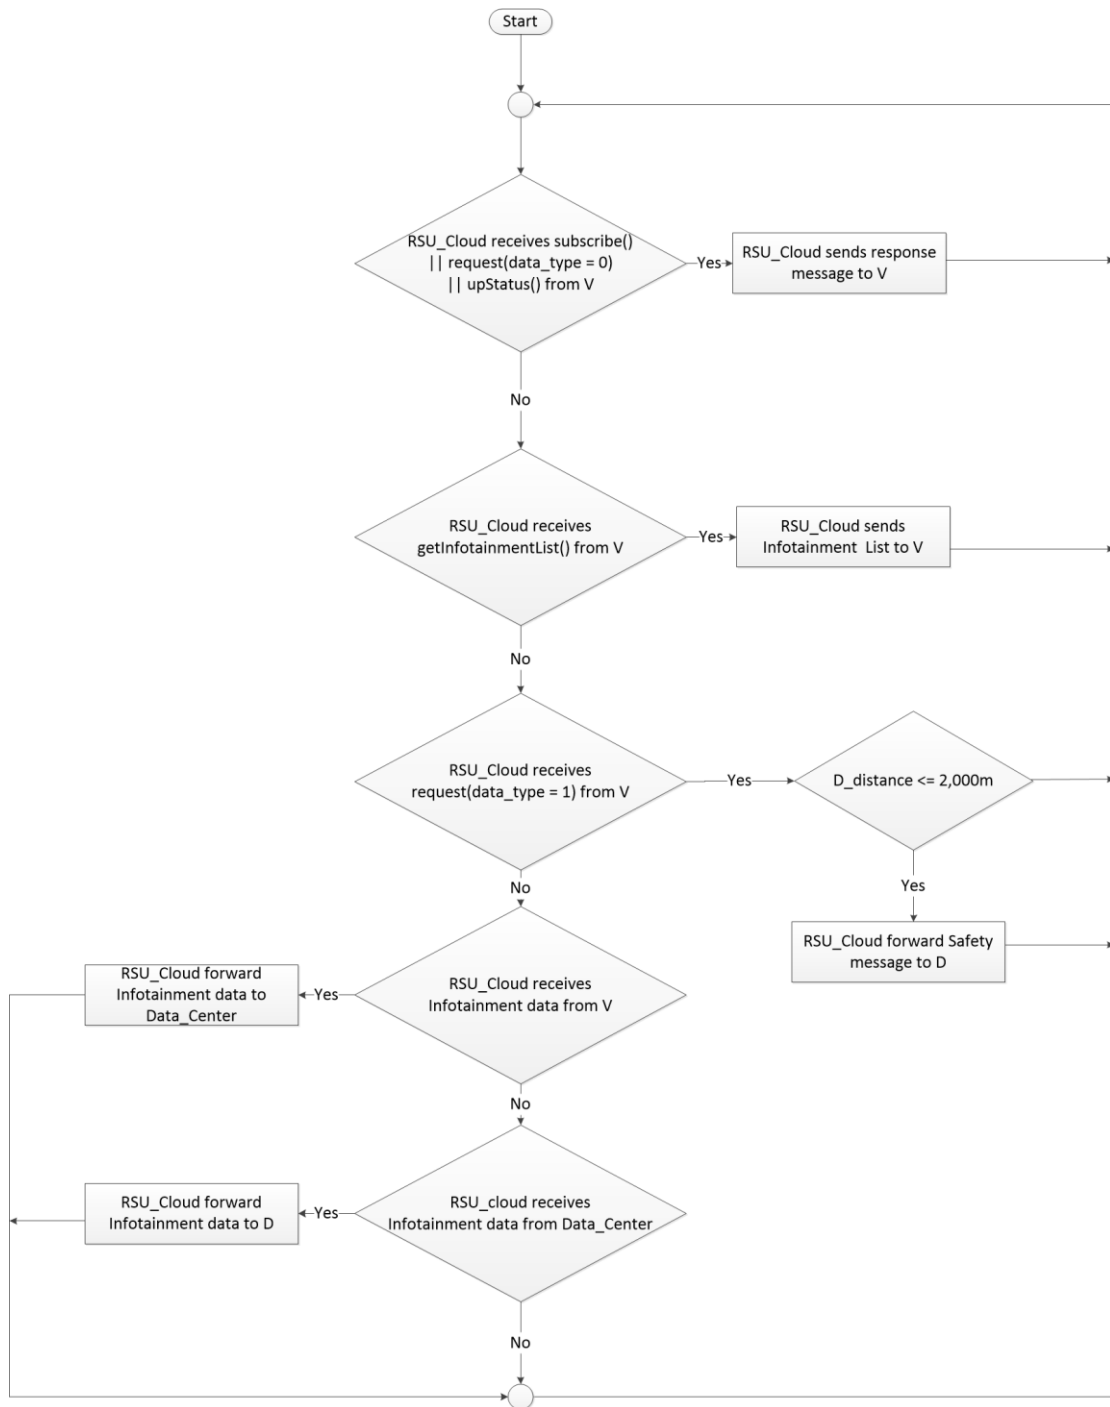 Start
RSU_Cloud receives subscribe()
|| request(data_type = 0)
|| upStatus() from V
Yes
RSU_Cloud sends response
message to V
No
RSU_Cloud receives
getInfotainmentList() from V
Yes
RSU_Cloud sends
Infotainment List to V
No
RSU_Cloud receives
request(data_type = 1) from V
Yes
D_distance <= 2,000m
Yes
RSU_Cloud forward Safety
message to D
No
RSU_Cloud receives
Infotainment data from V
Yes
RSU_Cloud forward
Infotainment data to
Data_Center
No
RSU_cloud receives
Infotainment data from Data_Center
Yes
RSU_Cloud forward
Infotainment data to D
No